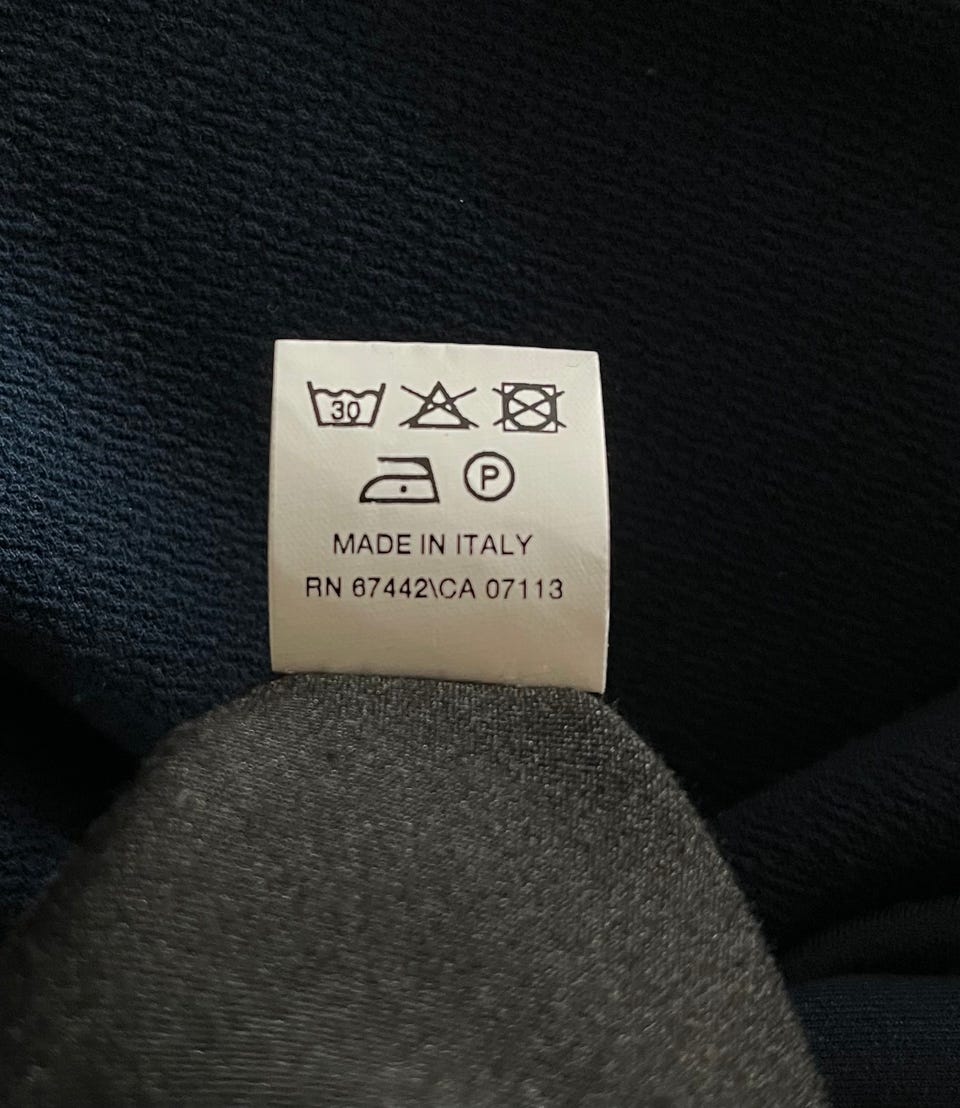 30
P
MADE IN ITALY
RN 67442\CA 07113